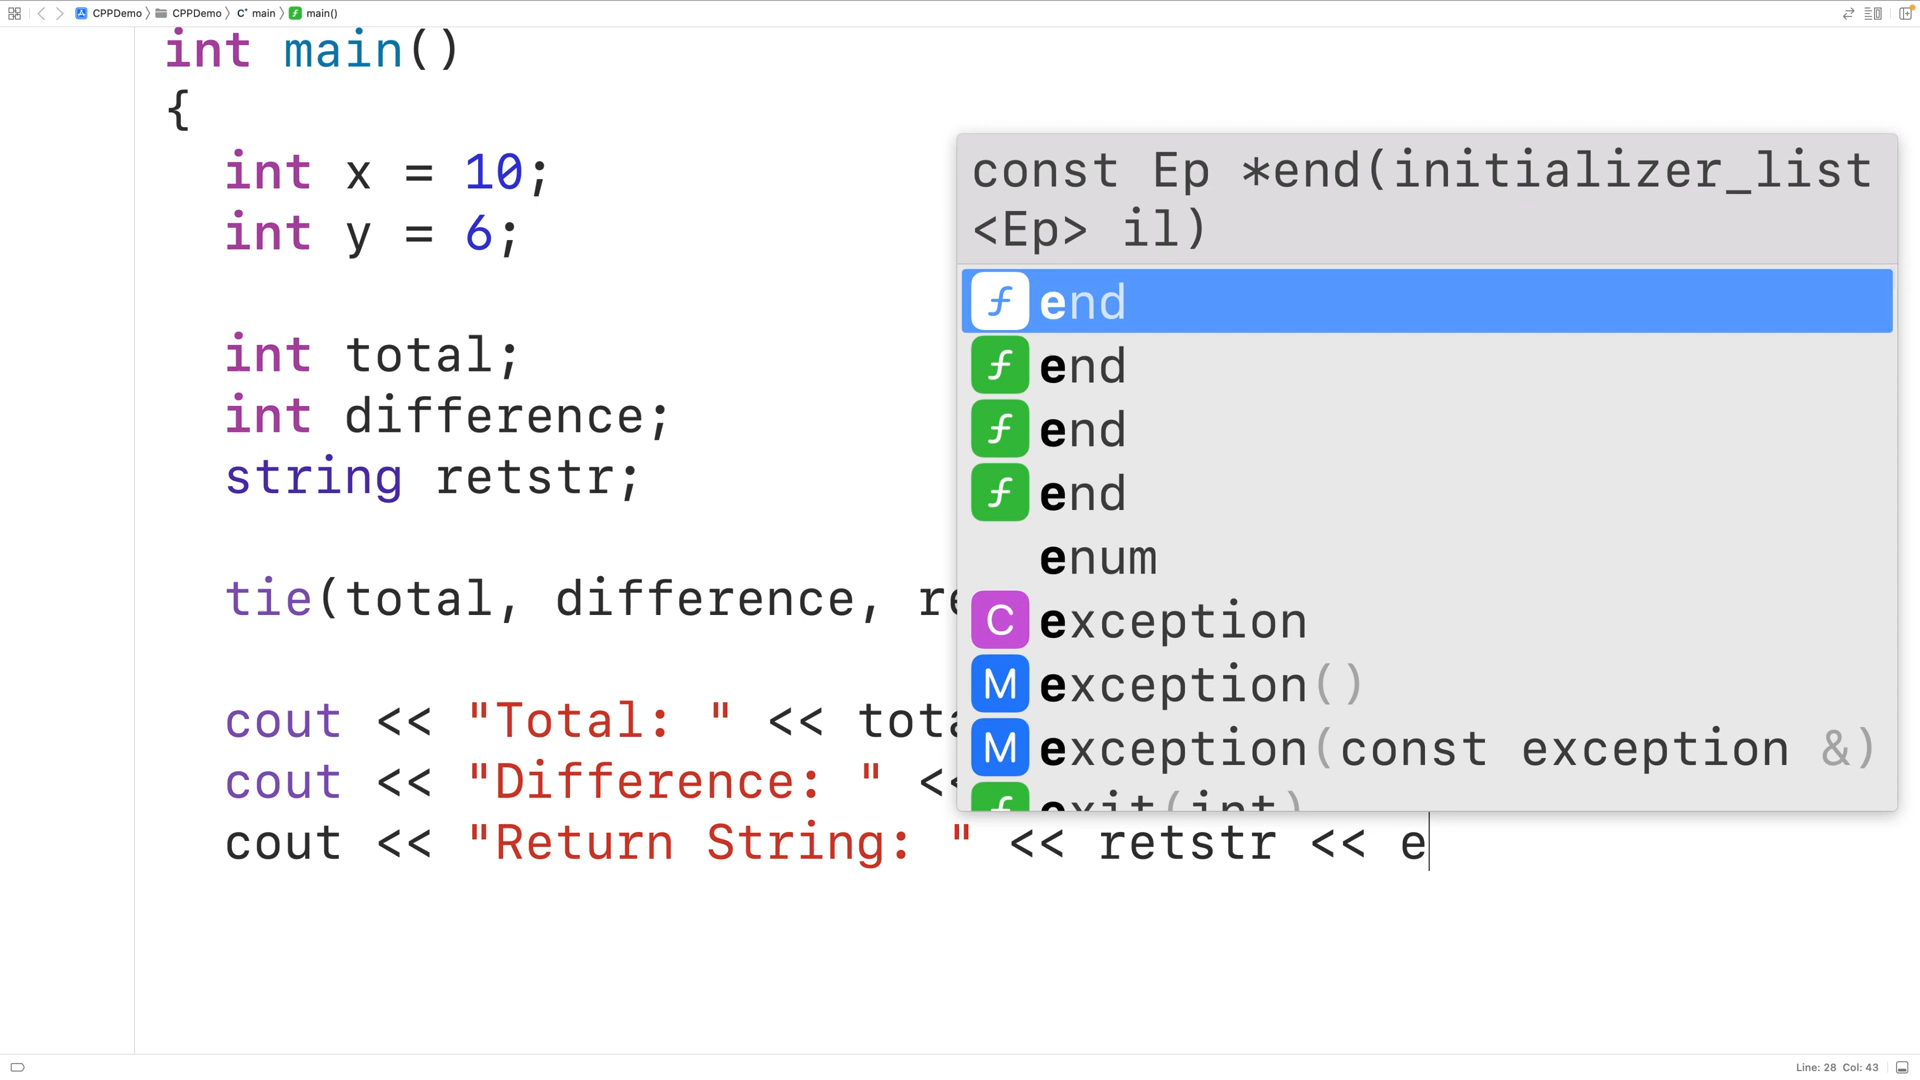 CPPDemo CPPDemo main main()
int main()
{
int x = 10;
int y = 6;
int total;
int difference;
string retstr;
tie(total, difference, re
cout << "Total: " << tota
cout << "Difference: " <<
cout << "Return String: " << retstr << e
const Ep *end(initializer_list
<Ep> il)
end
end
end
end
enum
exception
exception()
exception(const exception &)
exit(int)
Line: 28 Col: 43